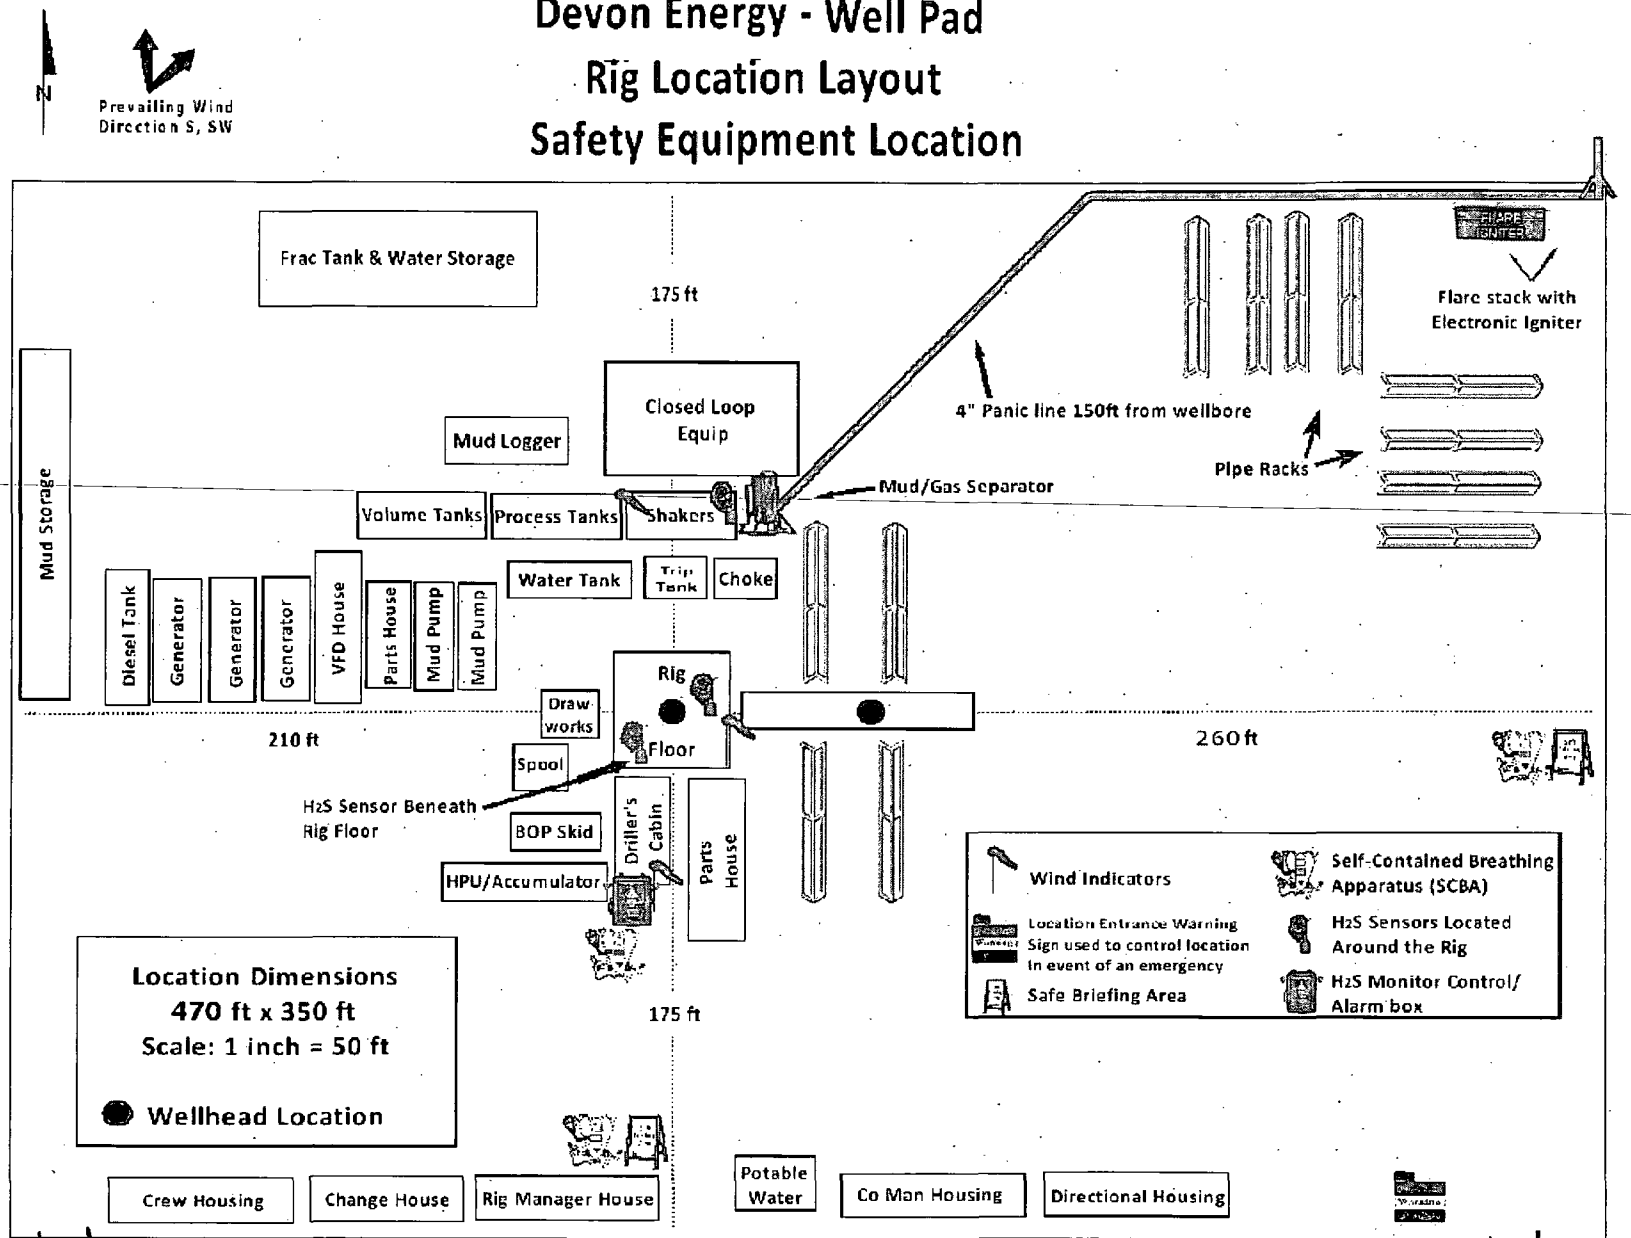 Devon Energy - Well Pad
Rig Location Layout
Safety Equipment Location
N
Prevailing Wind
Direction S, SW
Frac Tank & Water Storage
175 ft
FLARE
IGNITER
Flare stack with
Electronic Igniter
Closed Loop
Equip
4" Panic line 150ft from wellbore
Mud Logger
Pipe Racks
Mud/Gas Separator
Mud Storage
Volume Tanks
Process Tanks
Shakers
Water Tank
Trip
Tank
Choke
Diesel Tank
Generator
Generator
Generator
VFD House
Parts House
Mud Pump
Mud Pump
Rig
Floor
Draw
works
210 ft
260 ft
Spool
H2S Sensor Beneath
Rig Floor
BOP Skid
Driller's
Cabin
Parts
House
HPU/Accumulator
Wind Indicators
Self-Contained Breathing
Apparatus (SCBA)
Location Entrance Warning
Sign used to control location
in event of an emergency
H2S Sensors Located
Around the Rig
Safe Briefing Area
H2S Monitor Control/
Alarm box
Location Dimensions
470 ft x 350 ft
Scale: 1 inch = 50 ft
Wellhead Location
175 ft
Crew Housing
Change House
Rig Manager House
Potable
Water
Co Man Housing
Directional Housing